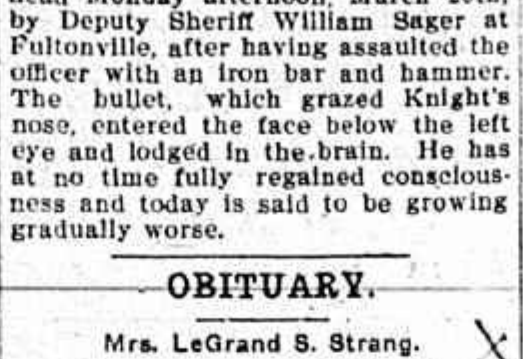 by Deputy Sheriff William Sager at
Fultonville, after having assaulted the
officer with an iron bar and hammer.
The bullet, which grazed Knight's
nose, entered the face below the left
eye and lodged in the brain. He has
at no time fully regained conscious-
ness and today is said to be growing
gradually worse.
OBITUARY.
Mrs. LeGrand S. Strang.